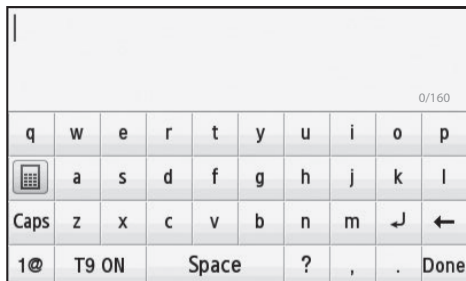 0/160
q w e r t y u i o p
a s d f g h j k l
Caps z x c v b n m
1@ T9 ON Space ? , . Done